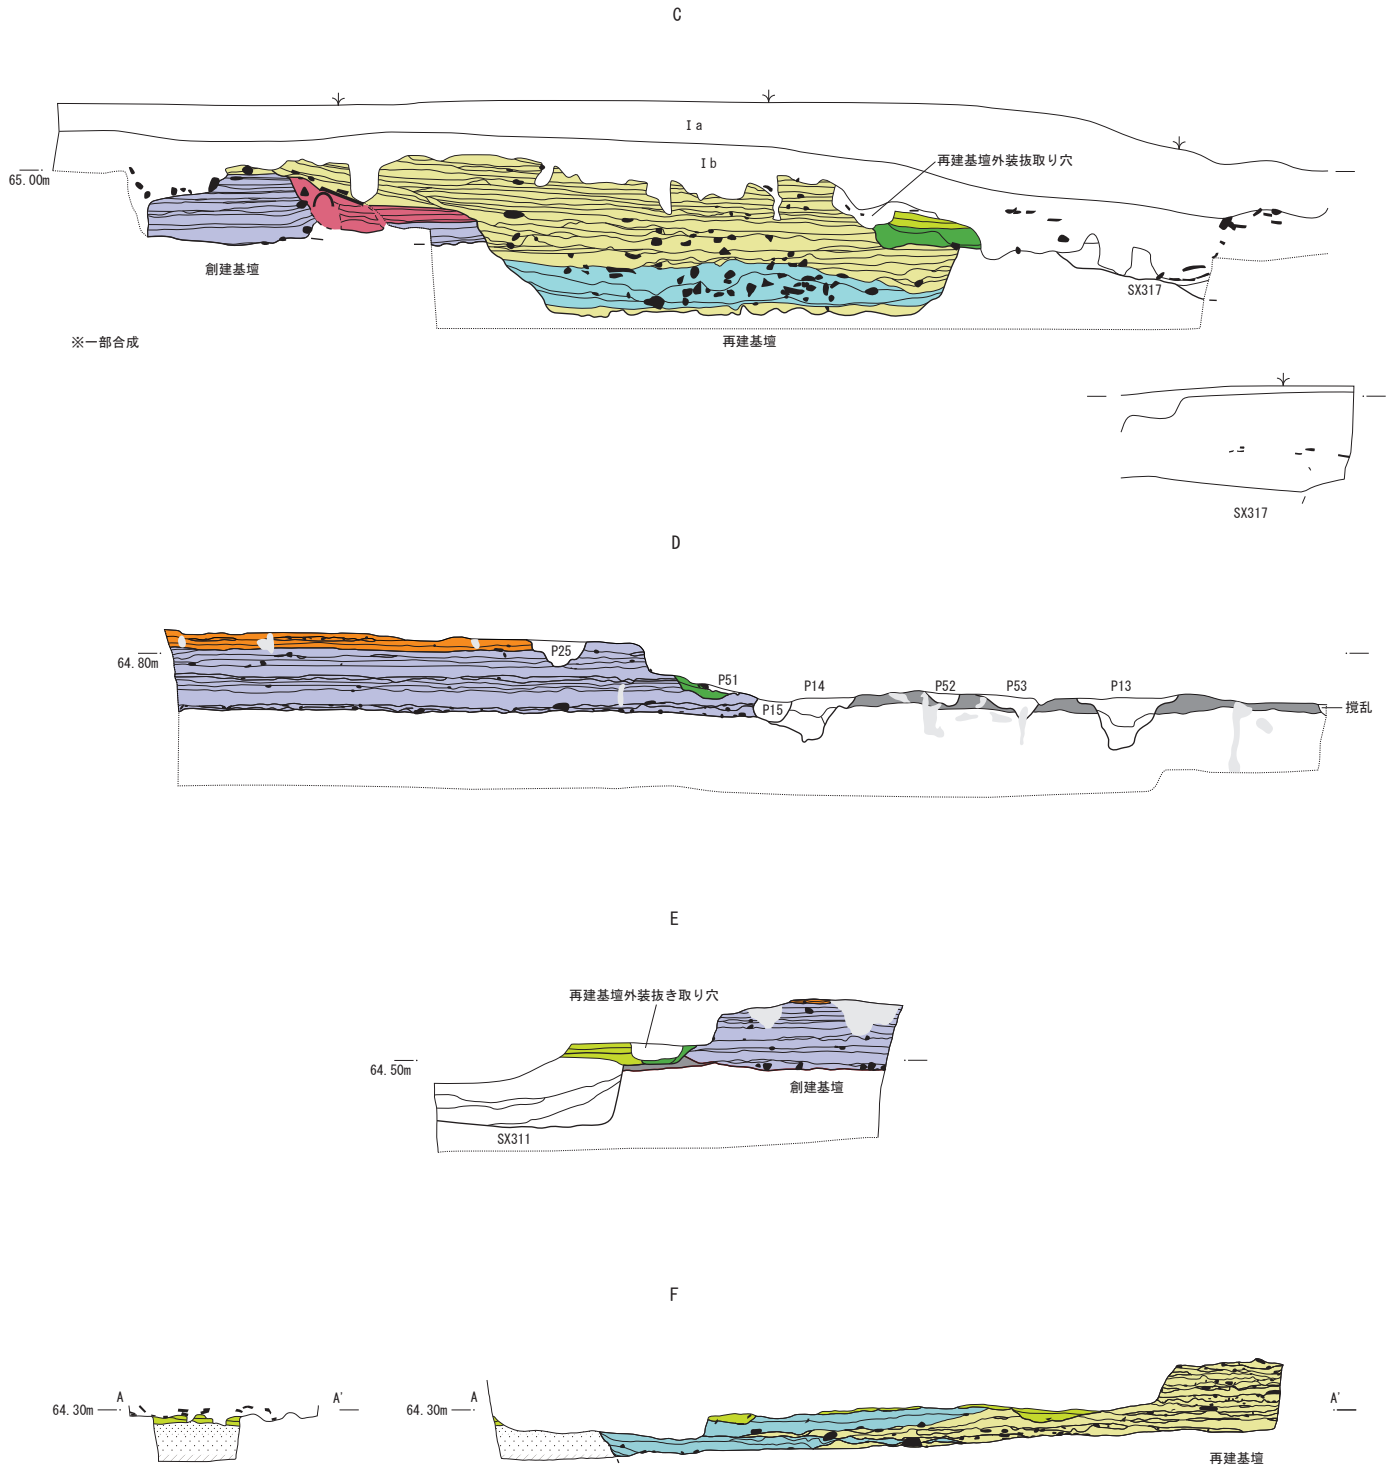 C
Ⅰa
Ⅰb
再建基壇外装抜取り穴
65.00m
創建基壇
SX317
※一部合成
再建基壇
SX317
D
64.80m
P25
P51
P15
P14
P52
P53
P13
撹乱
E
再建基壇外装抜き取り穴
64.50m
創建基壇
SX311
F
A
A'
64.30m
A
A'
64.30m
再建基壇